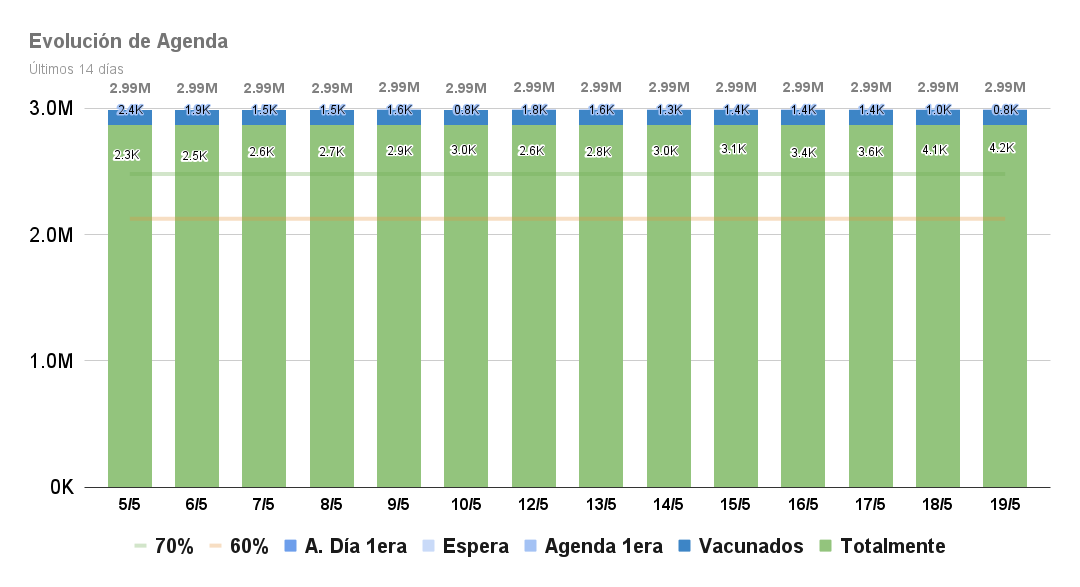 Evolución de Agenda
Últimos 14 días
2.99M 2.99M 2.99M 2.99M 2.99M 2.99M 2.99M 2.99M 2.99M 2.99M 2.99M 2.99M 2.99M 2.99M
3.0M
2.4K 1.9K 1.5K 1.5K 1.6K 0.8K 1.8K 1.6K 1.3K 1.4K 1.4K 1.4K 1.0K 0.8K
2.3K 2.5K 2.6K 2.7K 2.9K 3.0K 2.6K 2.8K 3.0K 3.1K 3.4K 3.6K 4.1K 4.2K
2.0M
1.0M
0K
5/5 6/5 7/5 8/5 9/5 10/5 12/5 13/5 14/5 15/5 16/5 17/5 18/5 19/5
70% 60% A. Día 1era Espera Agenda 1era Vacunados Totalmente